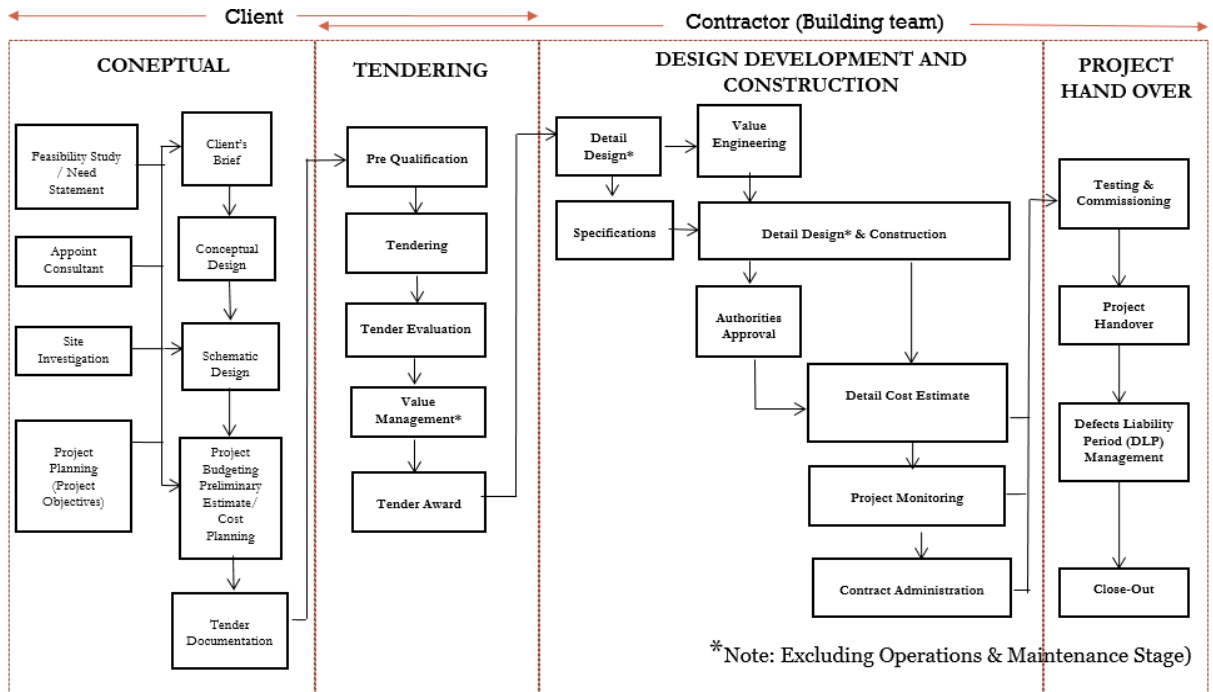 Client
Contractor (Building team)
CONEPTUAL
Feasibility Study
/ Need
Statement
Appoint
Consultant
Site
Investigation
Project
Planning
(Project
Objectives)
Client's
Brief
Conceptual
Design
Schematic
Design
Project
Budgeting
Preliminary
Estimate/
Cost
Planning
Tender
Documentation
TENDERING
Pre Qualification
Tendering
Tender Evaluation
Value
Management*
Tender Award
DESIGN DEVELOPMENT AND
CONSTRUCTION
Detail
Design*
Value
Engineering
Specifications
Detail Design* & Construction
Authorities
Approval
Detail Cost Estimate
Project Monitoring
Contract Administration
PROJECT
HAND OVER
Testing &
Commissioning
Project
Handover
Defects Liability
Period (DLP)
Management
Close-Out
*Note: Excluding Operations & Maintenance Stage)